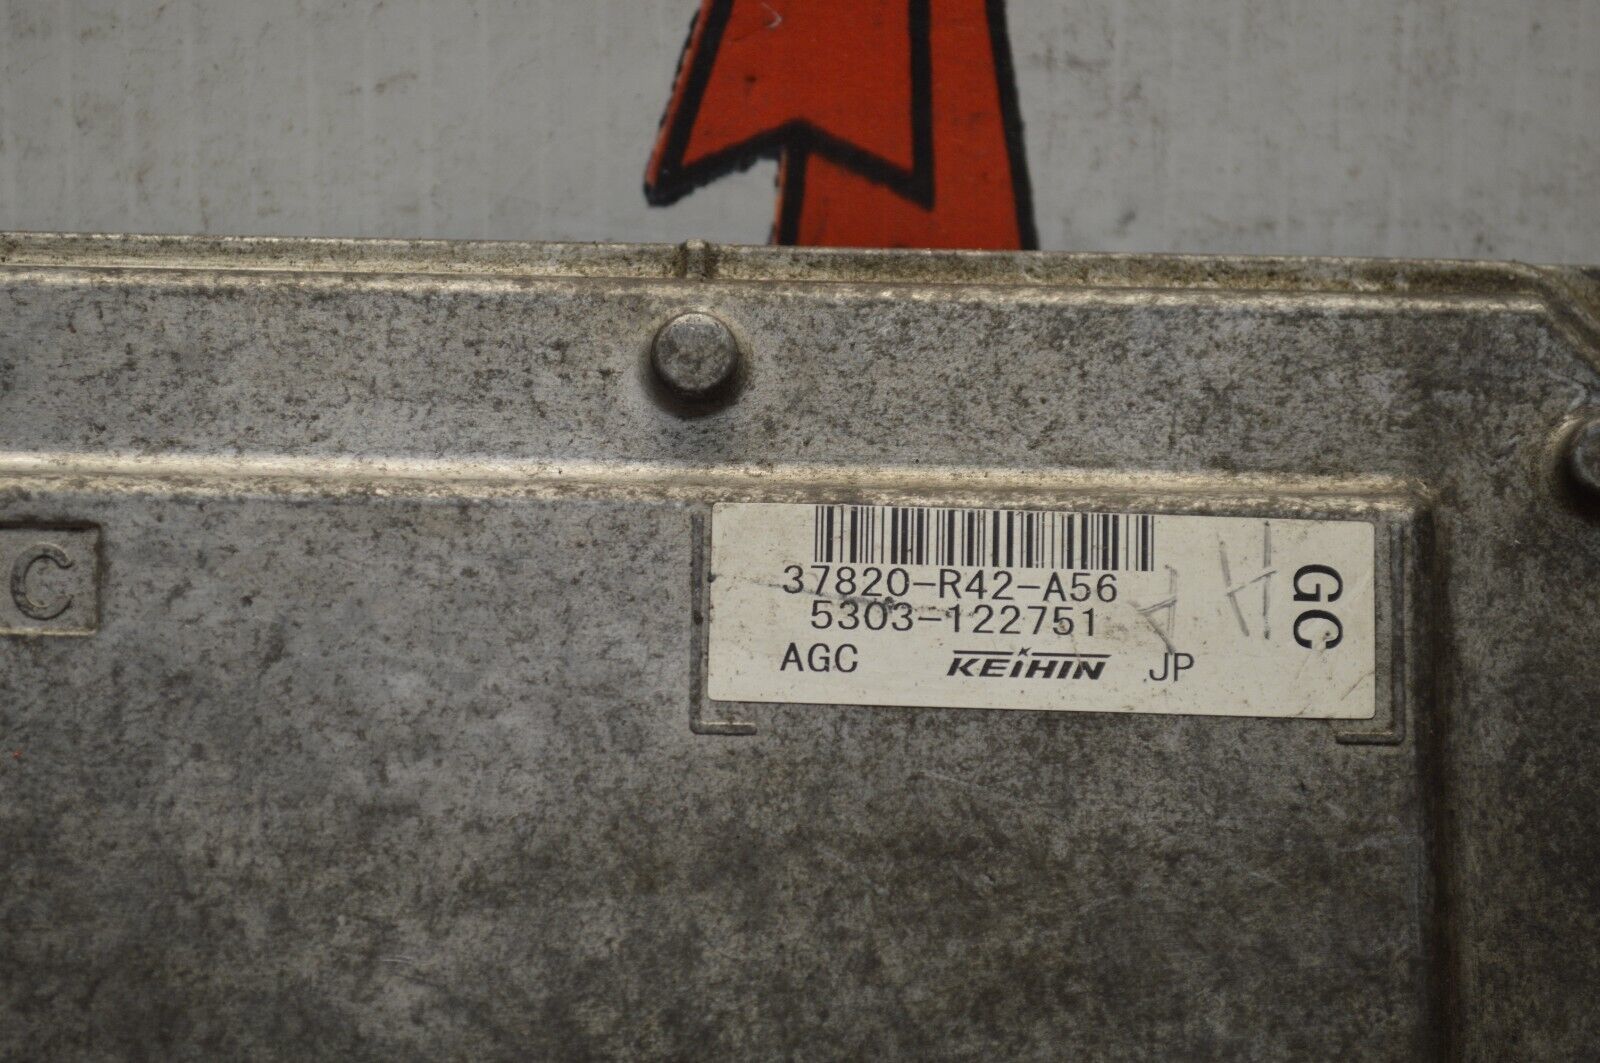 37820-R42-A56
5303-122751
AGC KEIHIN JP
GC
C